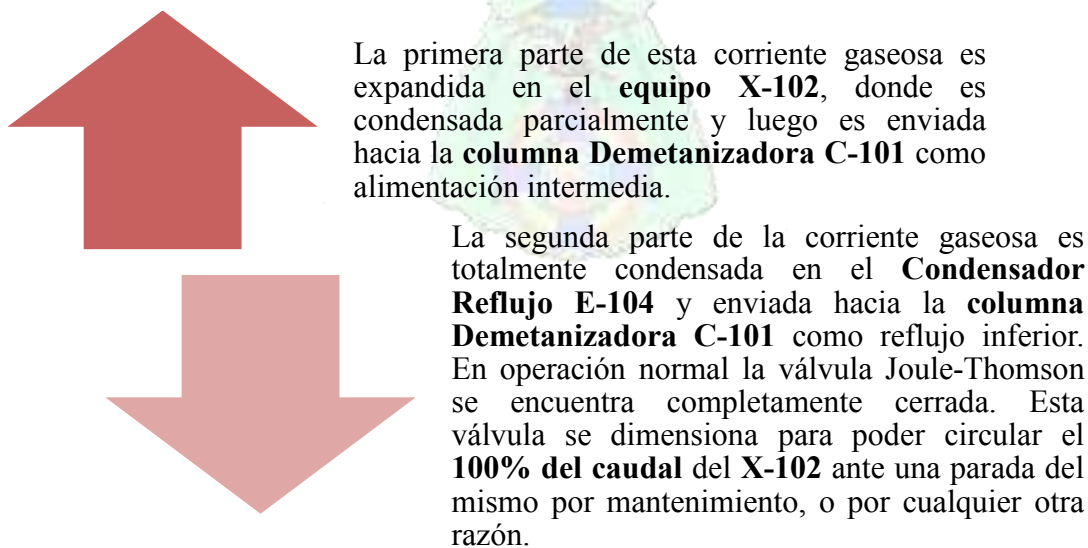 La primera parte de esta corriente gaseosa es
expandida en el equipo X-102, donde es
condensada parcialmente y luego es enviada
hacia la columna Demetanizadora C-101 como
alimentación intermedia.
La segunda parte de la corriente gaseosa es
totalmente condensada en el Condensador
Reflujo E-104 y enviada hacia la columna
Demetanizadora C-101 como reflujo inferior.
En operación normal la válvula Joule-Thomson
se encuentra completamente cerrada. Esta
válvula se dimensiona para poder circular el
100% del caudal del X-102 ante una parada del
mismo por mantenimiento, o por cualquier otra
razón.